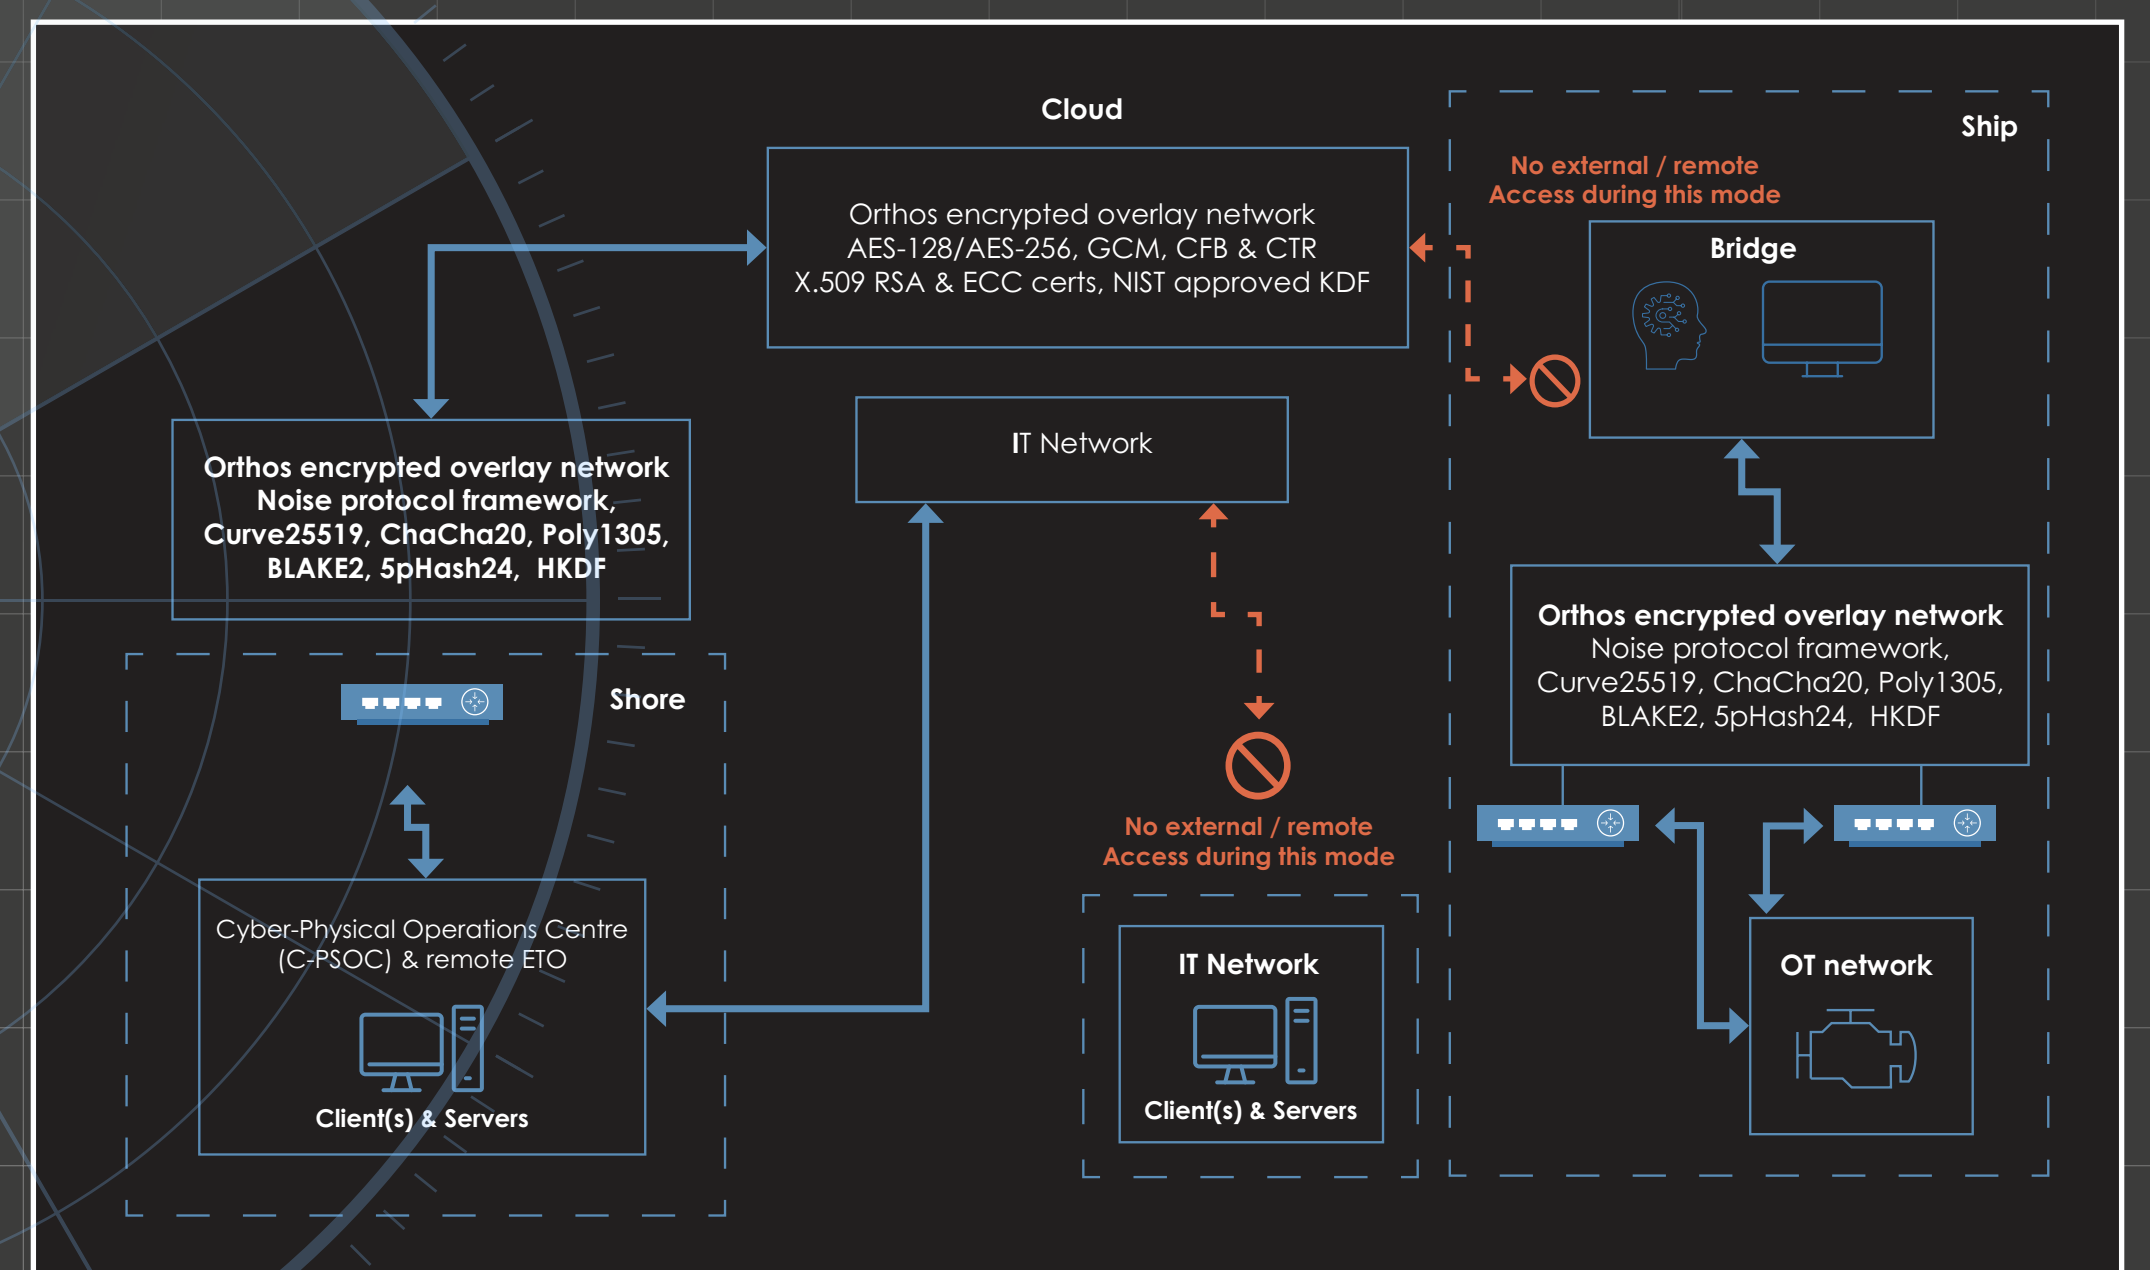 Cloud
Orthos encrypted overlay network
AES-128/AES-256, GCM, CFB & CTR
X.509 RSA & ECC certs, NIST approved KDF
Orthos encrypted overlay network
Noise protocol framework,
Curve25519, ChaCha20, Poly1305,
BLAKE2, 5pHash24, HKDF
IT Network
Shore
Cyber-Physical Operations Centre
(C-PSOC) & remote ETO
Client(s) & Servers
No external / remote
Access during this mode
IT Network
Client(s) & Servers
Ship
No external / remote
Access during this mode
Bridge
Orthos encrypted overlay network
Noise protocol framework,
Curve25519, ChaCha20, Poly1305,
BLAKE2, 5pHash24, HKDF
OT network